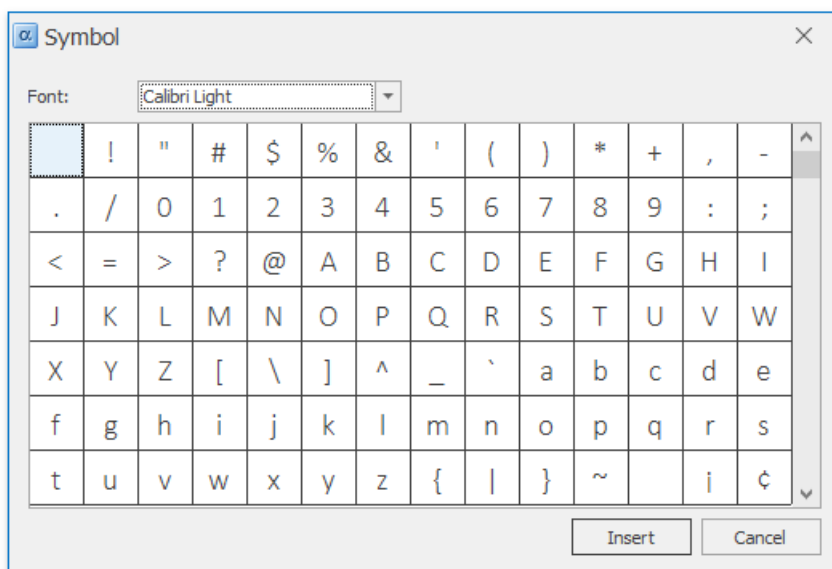 α Symbol
Font: Calibri Light
! " # $ % & ' ( ) * + , -
. / 0 1 2 3 4 5 6 7 8 9 : ;
< = > ? @ A B C D E F G H I
J K L M N O P Q R S T U V W
X Y Z [ \ ] ^ _ ` a b c d e
f g h i j k l m n o p q r s
t u v w x y z { | } ~ ¡ ¢
Insert Cancel